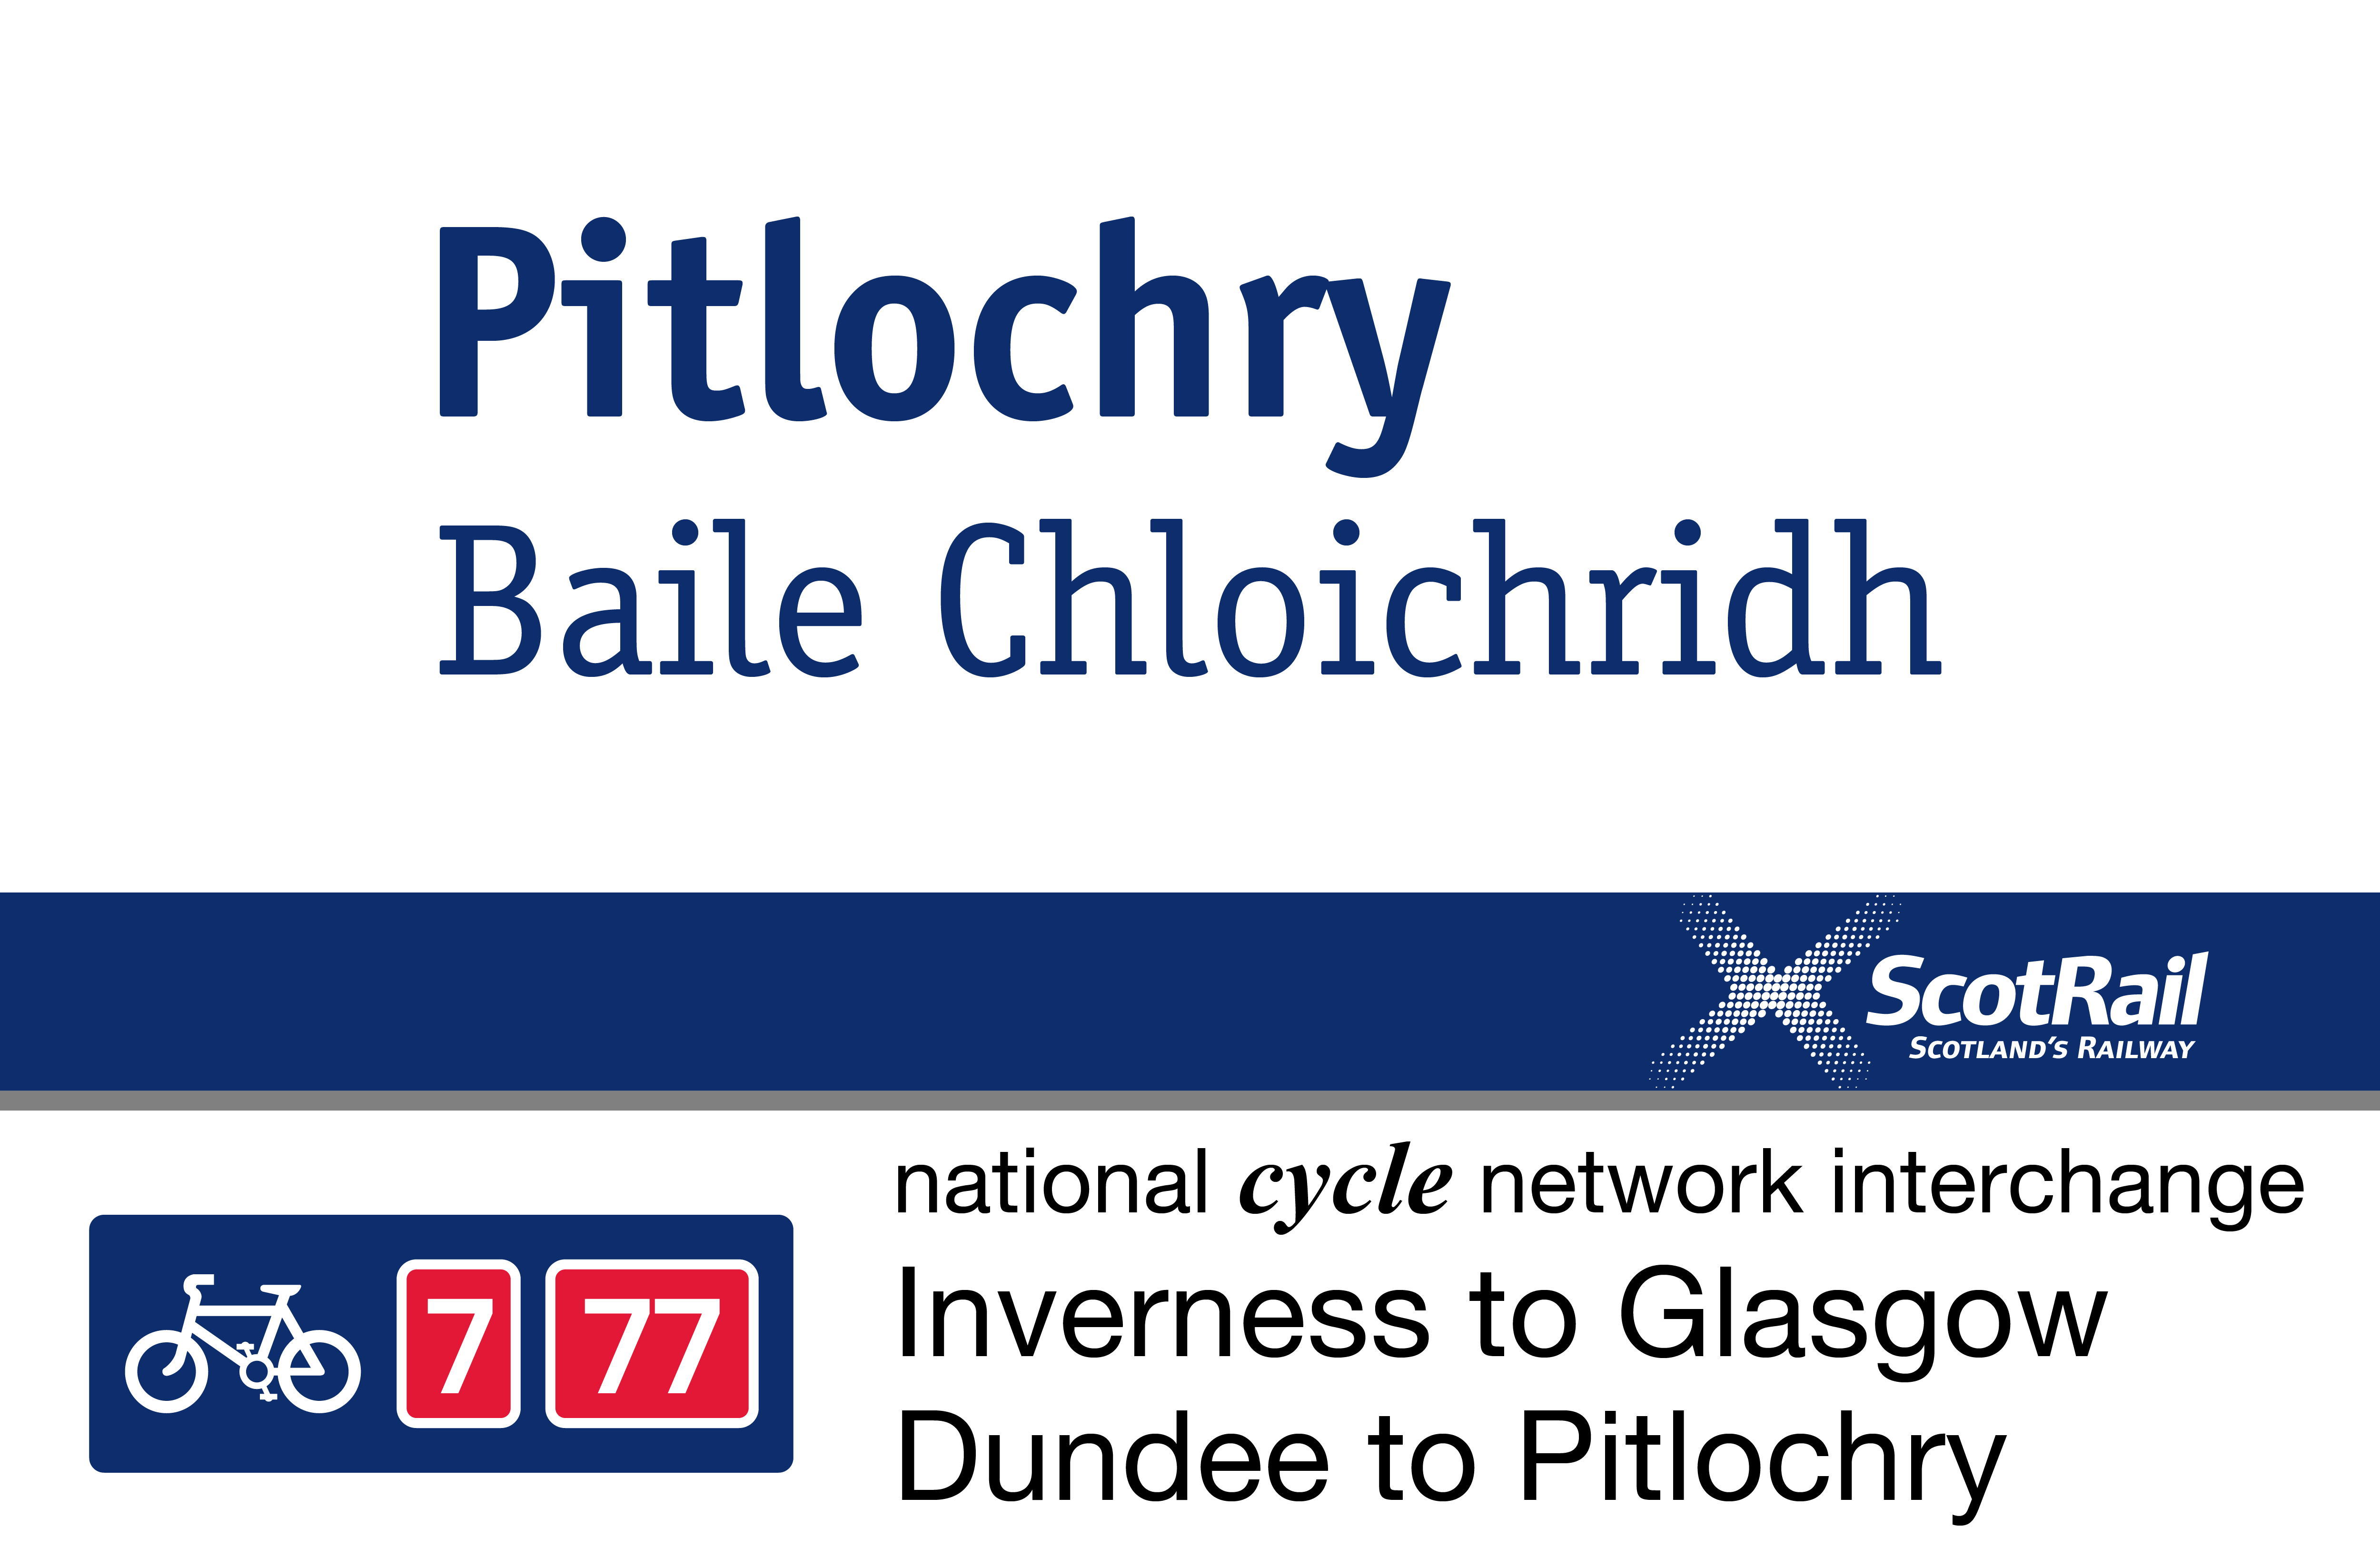 Pitlochry
Baile Chloichridh
ScotRail
SCOTLAND'S RAILWAY
national cycle network interchange
7 77
Inverness to Glasgow
Dundee to Pitlochry